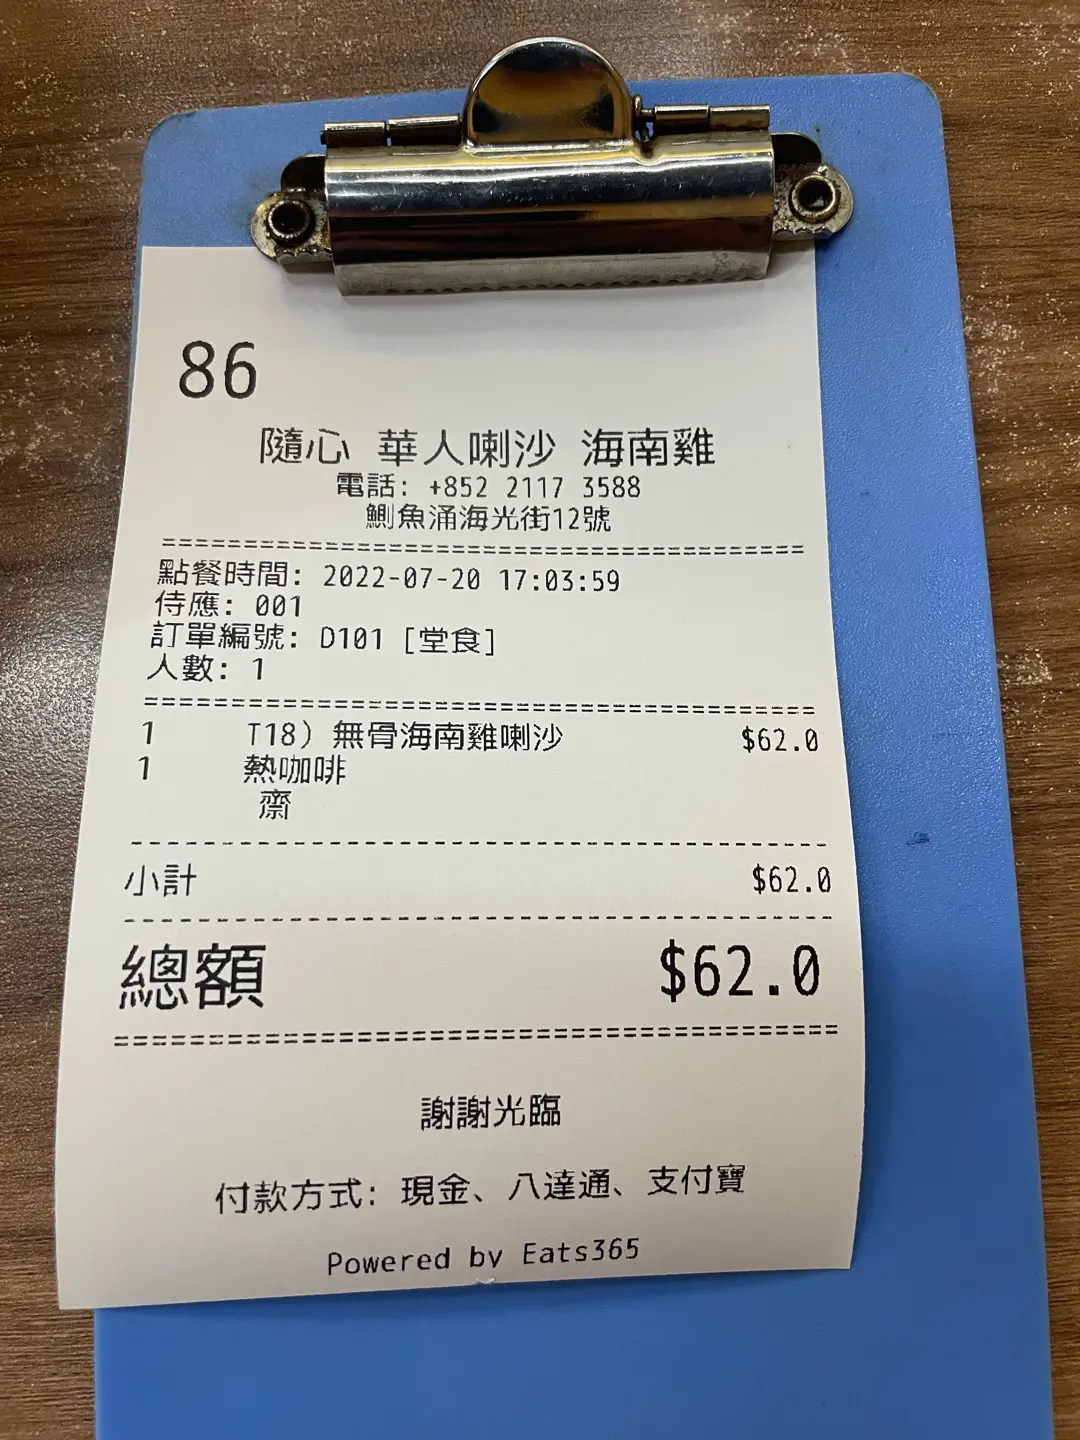 86
隨心 華人喇沙 海南雞
電話: +852 2117 3588
鰂魚涌海光街12號
================================================
點餐時間: 2022-07-20 17:03:59
侍應: 001
訂單編號: D101 [堂食]
人數: 1
================================================
1 T18) 無骨海南雞喇沙 $62.0
1 熱咖啡
齋
------------------------------------------------
小計 $62.0
------------------------------------------------
總額 $62.0
================================================
謝謝光臨
付款方式: 現金、八達通、支付寶
Powered by Eats365